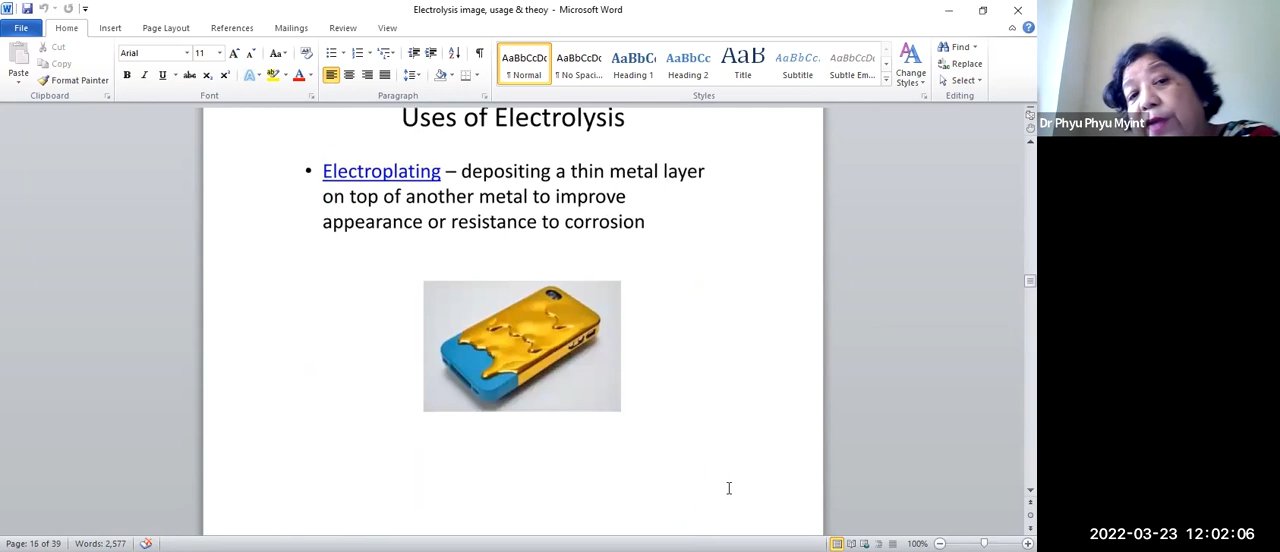 Electrolysis image, usage & theoy - Microsoft Word
File Home Insert Page Layout References Mailings Review View
Paste
Cut
Copy
Format Painter
Clipboard
Arial 11
Font
Paragraph
AaBbCcDc AaBbCcDc AaBbC AaBbCc AaB AaBbCc. AaBbCcDc
¶ Normal ¶ No Spaci... Heading 1 Heading 2 Title Subtitle Subtle Em...
Styles
Change Styles
Find
Replace
Select
Editing
Dr Phyu Phyu Myint
Uses of Electrolysis
• Electroplating – depositing a thin metal layer
on top of another metal to improve
appearance or resistance to corrosion
Page: 16 of 39 Words: 2,577
100%
2022-03-23 12:02:06